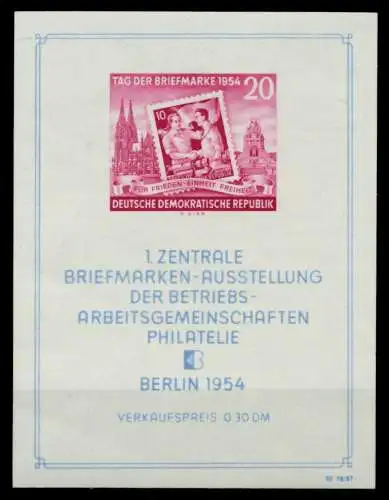 TAG DER BRIEFMARKE 1954 20
10
FÜR FRIEDEN · EINHEIT · FREIHEIT
DEUTSCHE DEMOKRATISCHE REPUBLIK
1. ZENTRALE
BRIEFMARKEN-AUSSTELLUNG
DER BETRIEBS-
ARBEITSGEMEINSCHAFTEN
PHILATELIE
BERLIN 1954
VERKAUFSPREIS 0.30 DM